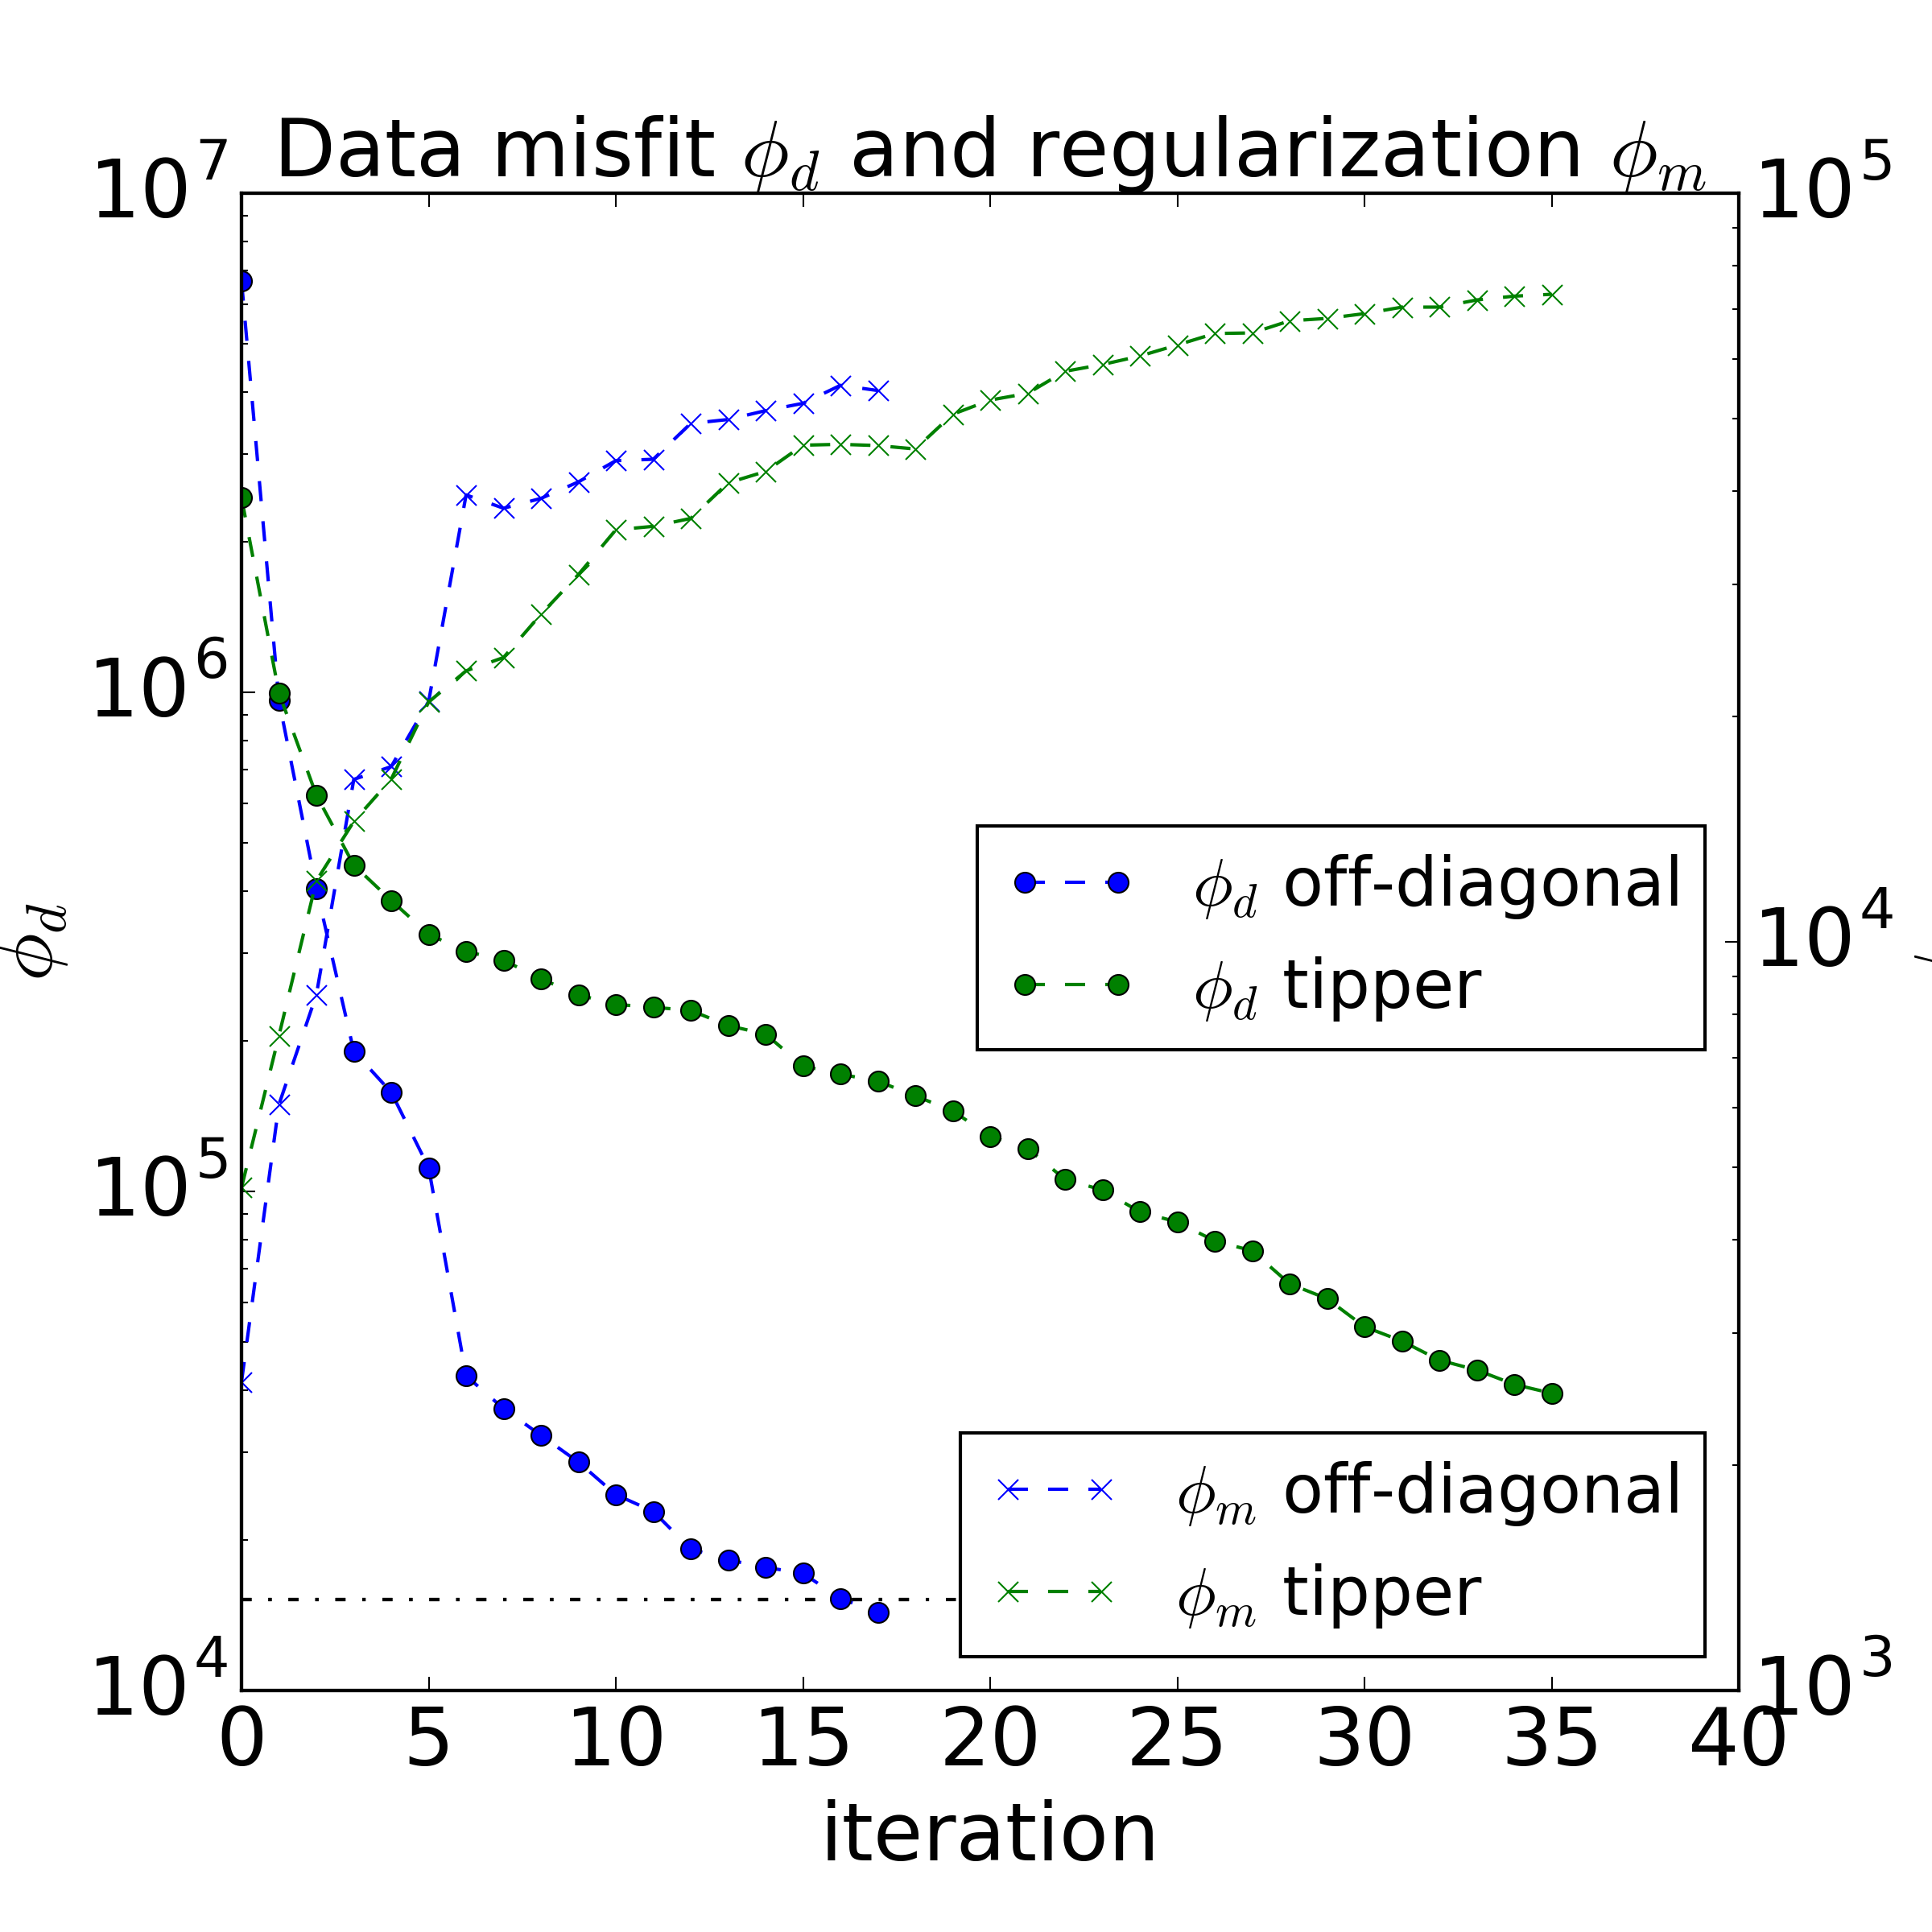 Data misfit ϕ_d and regularization ϕ_m
10^7
10^6
10^5
10^4
ϕ_d
10^5
10^4
10^3
ϕ_d off-diagonal
ϕ_d tipper
ϕ_m off-diagonal
ϕ_m tipper
0 5 10 15 20 25 30 35 40
iteration